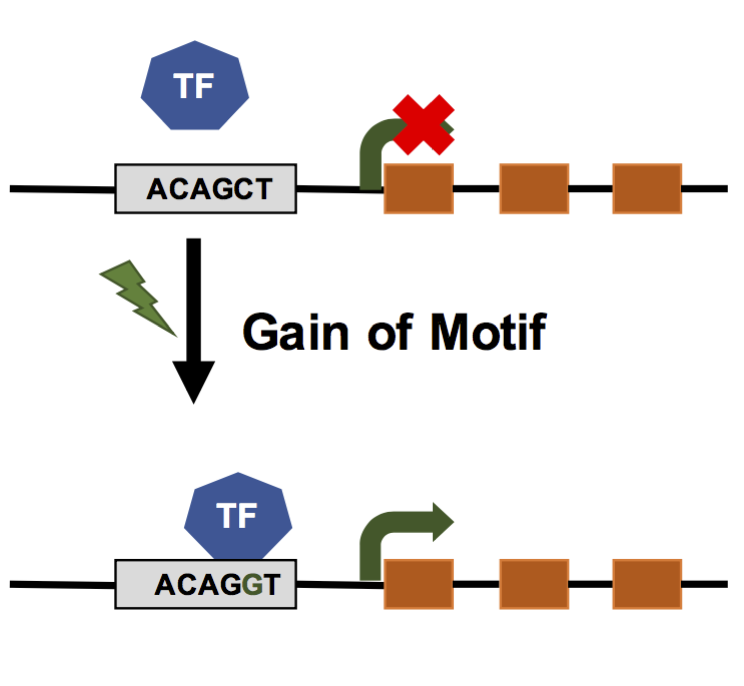 TF
ACAGCT
Gain of Motif
TF
ACAGGT